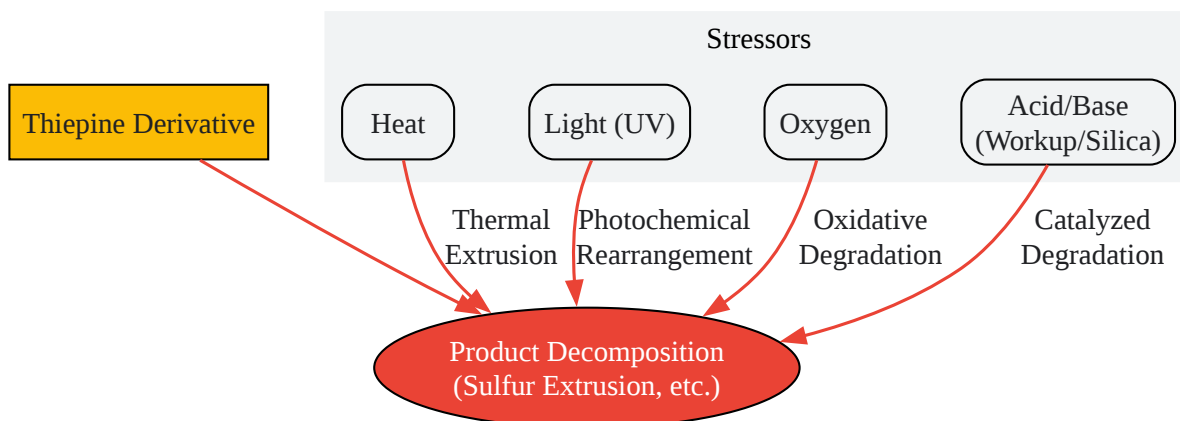 Stressors
Thiepine Derivative
Heat
Light (UV)
Oxygen
Acid/Base
(Workup/Silica)
Thermal
Extrusion
Photochemical
Rearrangement
Oxidative
Degradation
Catalyzed
Degradation
Product Decomposition
(Sulfur Extrusion, etc.)